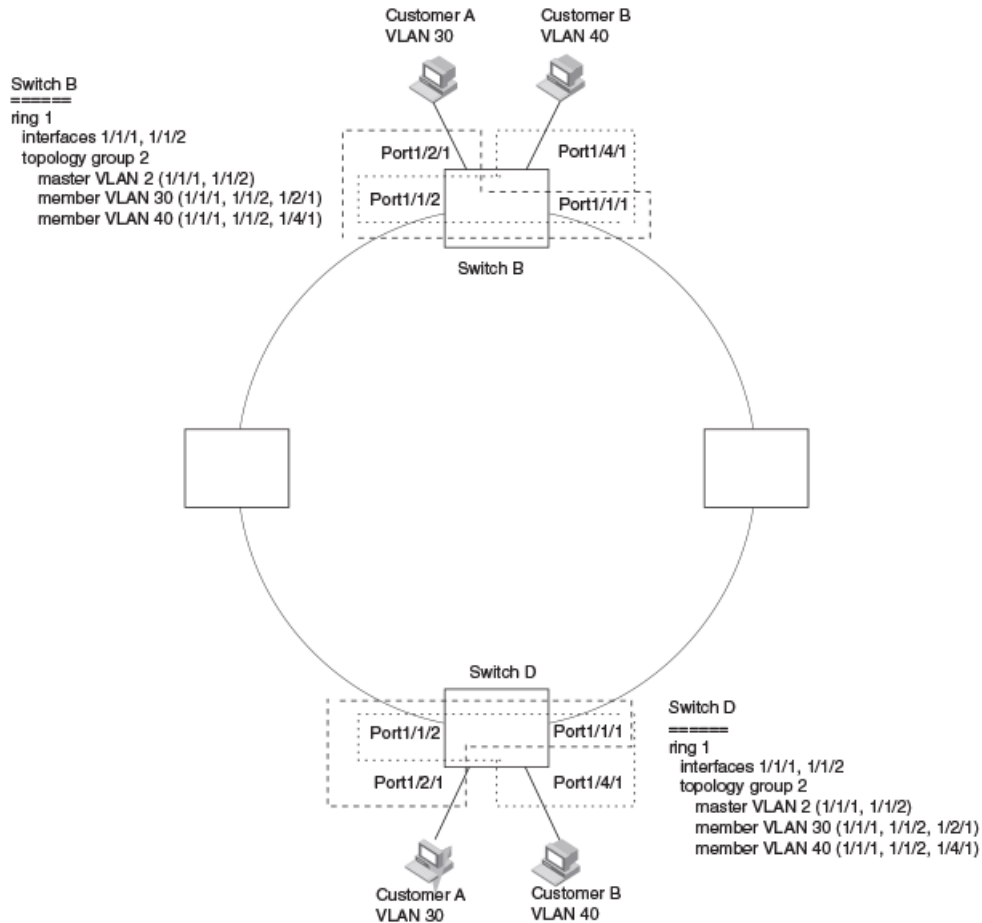 Customer A
VLAN 30
Customer B
VLAN 40
Switch B
======
ring 1
interfaces 1/1/1, 1/1/2
topology group 2
master VLAN 2 (1/1/1, 1/1/2)
member VLAN 30 (1/1/1, 1/1/2, 1/2/1)
member VLAN 40 (1/1/1, 1/1/2, 1/4/1)
Port1/2/1
Port1/4/1
Port1/1/2
Port1/1/1
Switch B
Switch D
Port1/1/2
Port1/1/1
Port1/2/1
Port1/4/1
Switch D
======
ring 1
interfaces 1/1/1, 1/1/2
topology group 2
master VLAN 2 (1/1/1, 1/1/2)
member VLAN 30 (1/1/1, 1/1/2, 1/2/1)
member VLAN 40 (1/1/1, 1/1/2, 1/4/1)
Customer A
VLAN 30
Customer B
VLAN 40